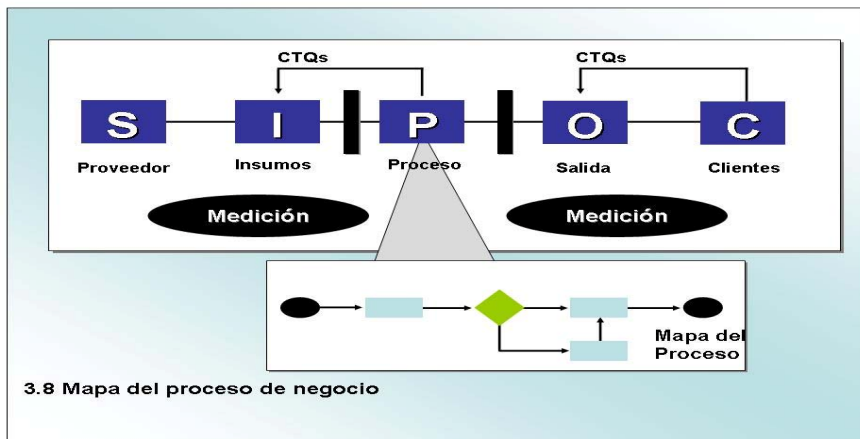 CTQs CTQs
S I P O C
Proveedor Insumos Proceso Salida Clientes
Medición Medición
Mapa del
Proceso
3.8 Mapa del proceso de negocio